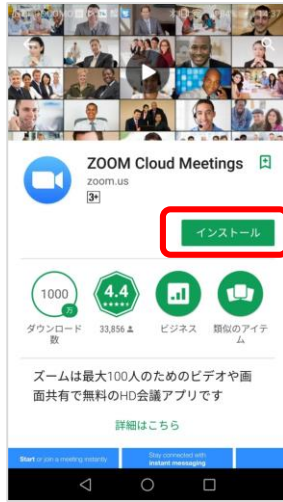 14:37
ZOOM Cloud Meetings
zoom.us
3+
インストール
1000
万
4.4
ダウンロード
数
33,856
ビジネス
類似のアイテ
ム
ズームは最大100人のためのビデオや画
面共有で無料のHD会議アプリです
詳細はこちら
Start or join a meeting instantly
Stay connected with
instant messaging